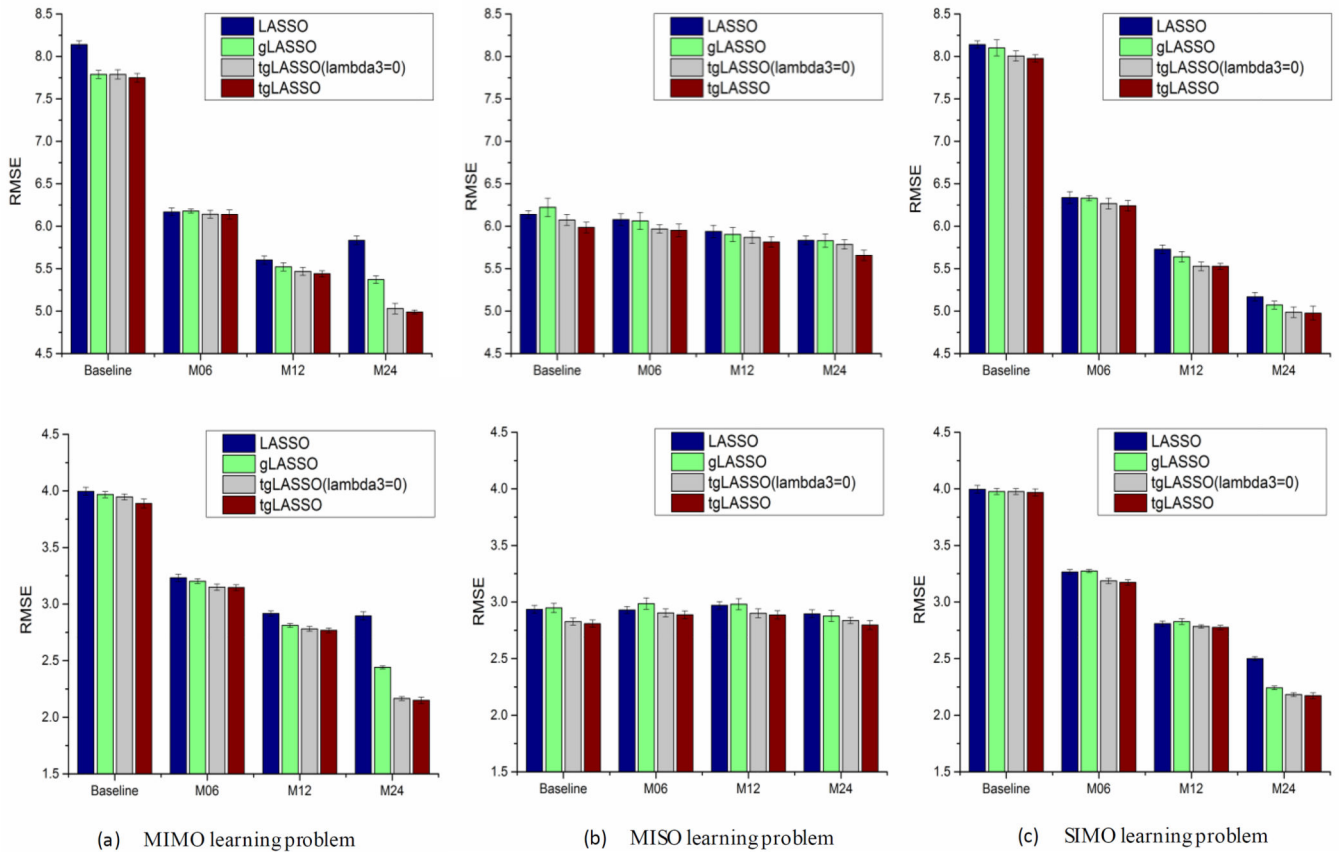 8.5
8.0
7.5
7.0
6.5
6.0
5.5
5.0
4.5
RMSE
LASSO
gLASSO
tgLASSO(lambda3=0)
tgLASSO
Baseline M06 M12 M24
8.5
8.0
7.5
7.0
6.5
6.0
5.5
5.0
4.5
RMSE
LASSO
gLASSO
tgLASSO(lambda3=0)
tgLASSO
Baseline M06 M12 M24
8.5
8.0
7.5
7.0
6.5
6.0
5.5
5.0
4.5
RMSE
LASSO
gLASSO
tgLASSO(lambda3=0)
tgLASSO
Baseline M06 M12 M24
4.5
4.0
3.5
3.0
2.5
2.0
1.5
RMSE
LASSO
gLASSO
tgLASSO(lambda3=0)
tgLASSO
Baseline M06 M12 M24
4.5
4.0
3.5
3.0
2.5
2.0
1.5
RMSE
LASSO
gLASSO
tgLASSO(lambda3=0)
tgLASSO
Baseline M06 M12 M24
4.5
4.0
3.5
3.0
2.5
2.0
1.5
RMSE
LASSO
gLASSO
tgLASSO(lambda3=0)
tgLASSO
Baseline M06 M12 M24
(a) MIMO learning problem
(b) MISO learning problem
(c) SIMO learning problem